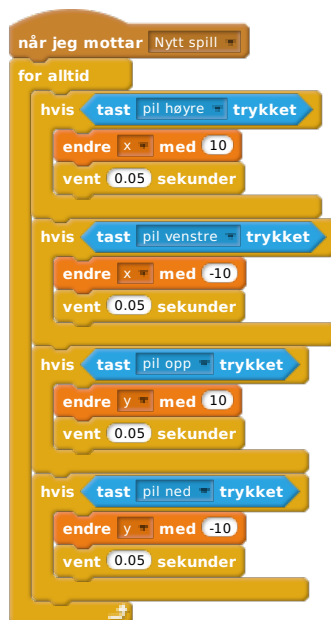 når jeg mottar Nytt spill
for alltid
hvis tast pil høyre trykket
endre x med 10
vent 0.05 sekunder
hvis tast pil venstre trykket
endre x med -10
vent 0.05 sekunder
hvis tast pil opp trykket
endre y med 10
vent 0.05 sekunder
hvis tast pil ned trykket
endre y med -10
vent 0.05 sekunder